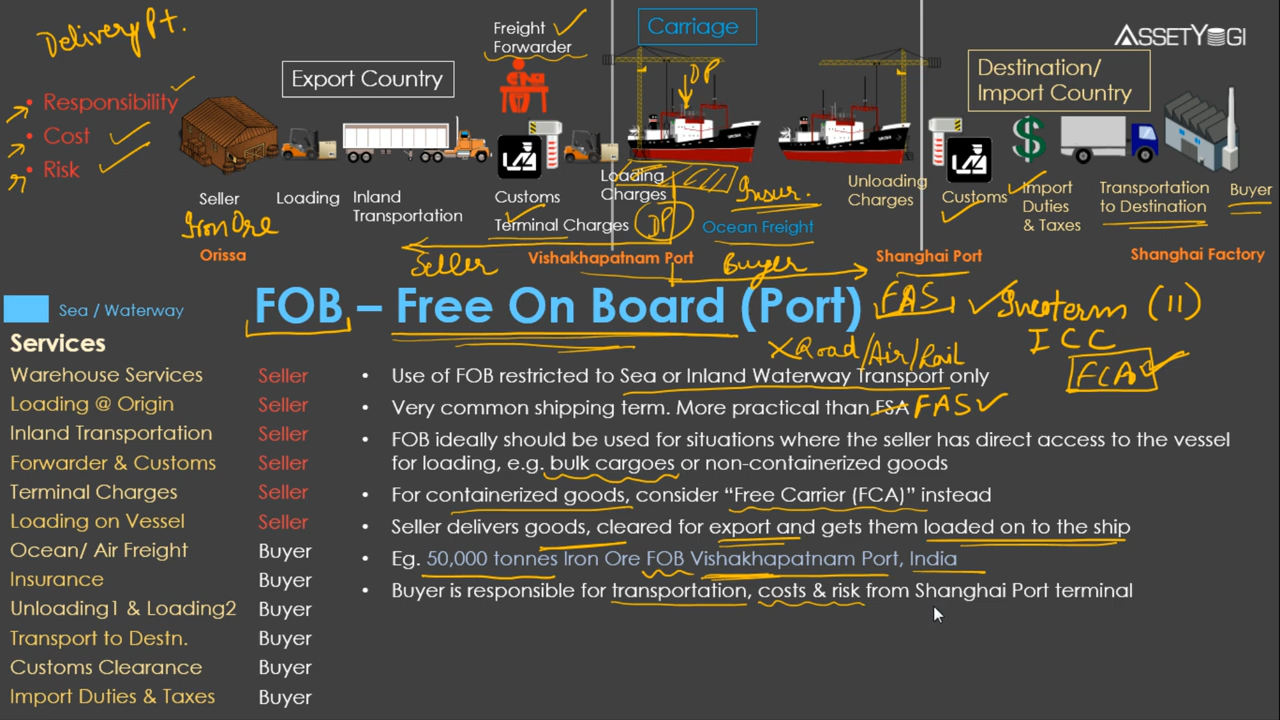 Delivery Pt.
Freight
Forwarder
Carriage
ASSETYOGI
Export Country
DP
Destination/
Import Country
• Responsibility
• Cost
• Risk
Seller
Loading
Inland
Transportation
Customs
Terminal Charges
Loading
Charges
DP
Insur.
Ocean Freight
Unloading
Charges
Customs
$
Import
Duties
& Taxes
Transportation
to Destination
Buyer
Iron Ore
Orissa
Vishakhapatnam Port
Shanghai Port
Shanghai Factory
Seller
Buyer
Sea / Waterway
FOB – Free On Board (Port)
FAS
Incoterm (11)
ICC
X Road/Air/Rail
FCA
Services
Warehouse Services Seller
Loading @ Origin Seller
Inland Transportation Seller
Forwarder & Customs Seller
Terminal Charges Seller
Loading on Vessel Seller
Ocean/ Air Freight Buyer
Insurance Buyer
Unloading1 & Loading2 Buyer
Transport to Destn. Buyer
Customs Clearance Buyer
Import Duties & Taxes Buyer
• Use of FOB restricted to Sea or Inland Waterway Transport only
• Very common shipping term. More practical than FSA FAS
• FOB ideally should be used for situations where the seller has direct access to the vessel
for loading, e.g. bulk cargoes or non-containerized goods
• For containerized goods, consider “Free Carrier (FCA)” instead
• Seller delivers goods, cleared for export and gets them loaded on to the ship
• Eg. 50,000 tonnes Iron Ore FOB Vishakhapatnam Port, India
• Buyer is responsible for transportation, costs & risk from Shanghai Port terminal